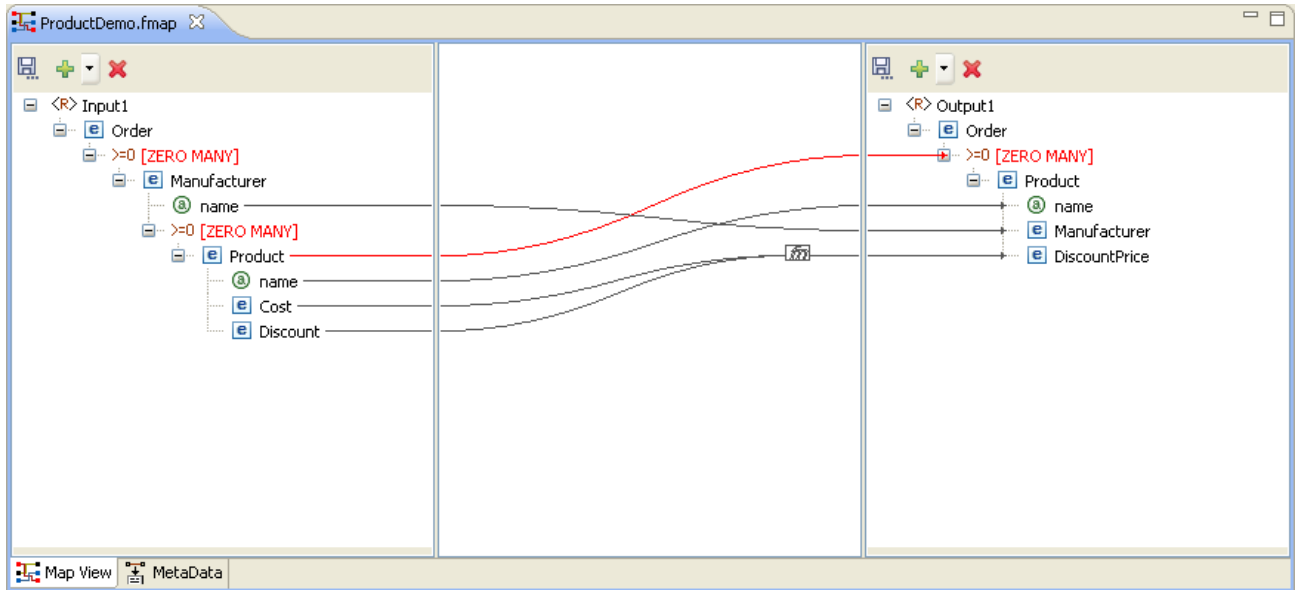 ProductDemo.fmap
<R> Input1
e Order
>=0 [ZERO MANY]
e Manufacturer
a name
>=0 [ZERO MANY]
e Product
a name
e Cost
e Discount
fn
<R> Output1
e Order
>=0 [ZERO MANY]
e Product
a name
e Manufacturer
e DiscountPrice
Map View MetaData